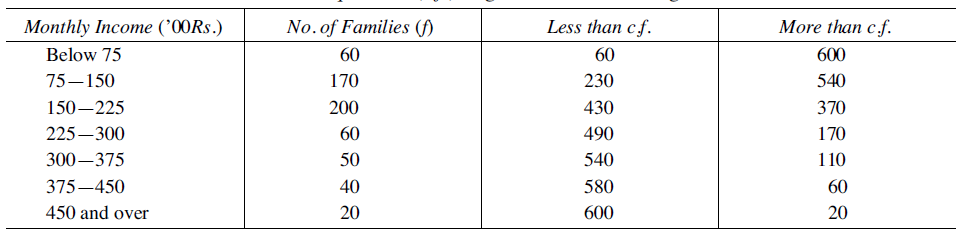 Monthly Income (’00Rs.) No. of Families (f) Less than c.f. More than c.f.
Below 75 60 60 600
75—150 170 230 540
150—225 200 430 370
225—300 60 490 170
300—375 50 540 110
375—450 40 580 60
450 and over 20 600 20